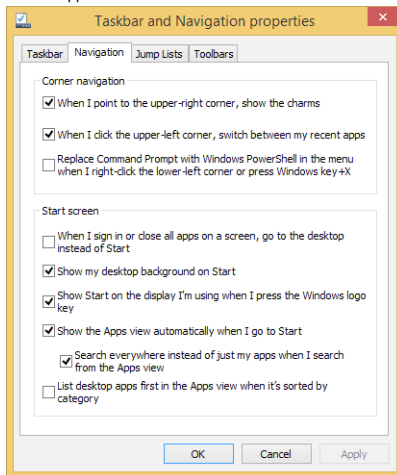 Taskbar and Navigation properties
Taskbar Navigation Jump Lists Toolbars
Corner navigation
When I point to the upper-right corner, show the charms
When I click the upper-left corner, switch between my recent apps
Replace Command Prompt with Windows PowerShell in the menu
when I right-click the lower-left corner or press Windows key+X
Start screen
When I sign in or close all apps on a screen, go to the desktop
instead of Start
Show my desktop background on Start
Show Start on the display I'm using when I press the Windows logo
key
Show the Apps view automatically when I go to Start
Search everywhere instead of just my apps when I search
from the Apps view
List desktop apps first in the Apps view when it's sorted by
category
OK Cancel Apply